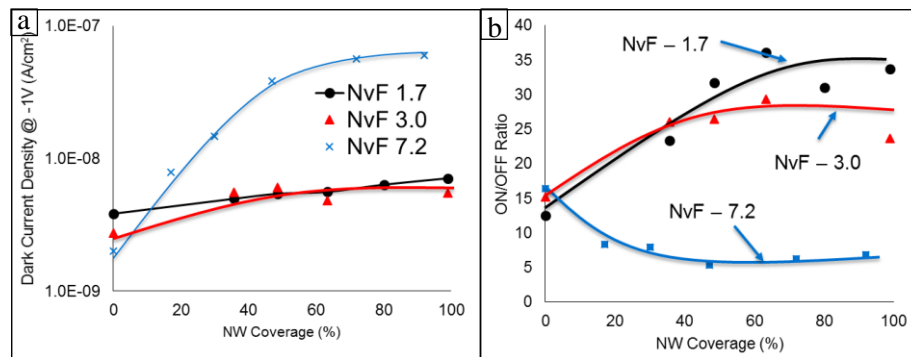 a
1.0E-07
1.0E-08
1.0E-09
Dark Current Density @ -1V (A/cm²)
NvF 1.7
NvF 3.0
NvF 7.2
0 20 40 60 80 100
NW Coverage (%)
b
40
35
30
25
20
15
10
5
0
ON/OFF Ratio
NvF – 1.7
NvF – 3.0
NvF – 7.2
0 20 40 60 80 100
NW Coverage (%)